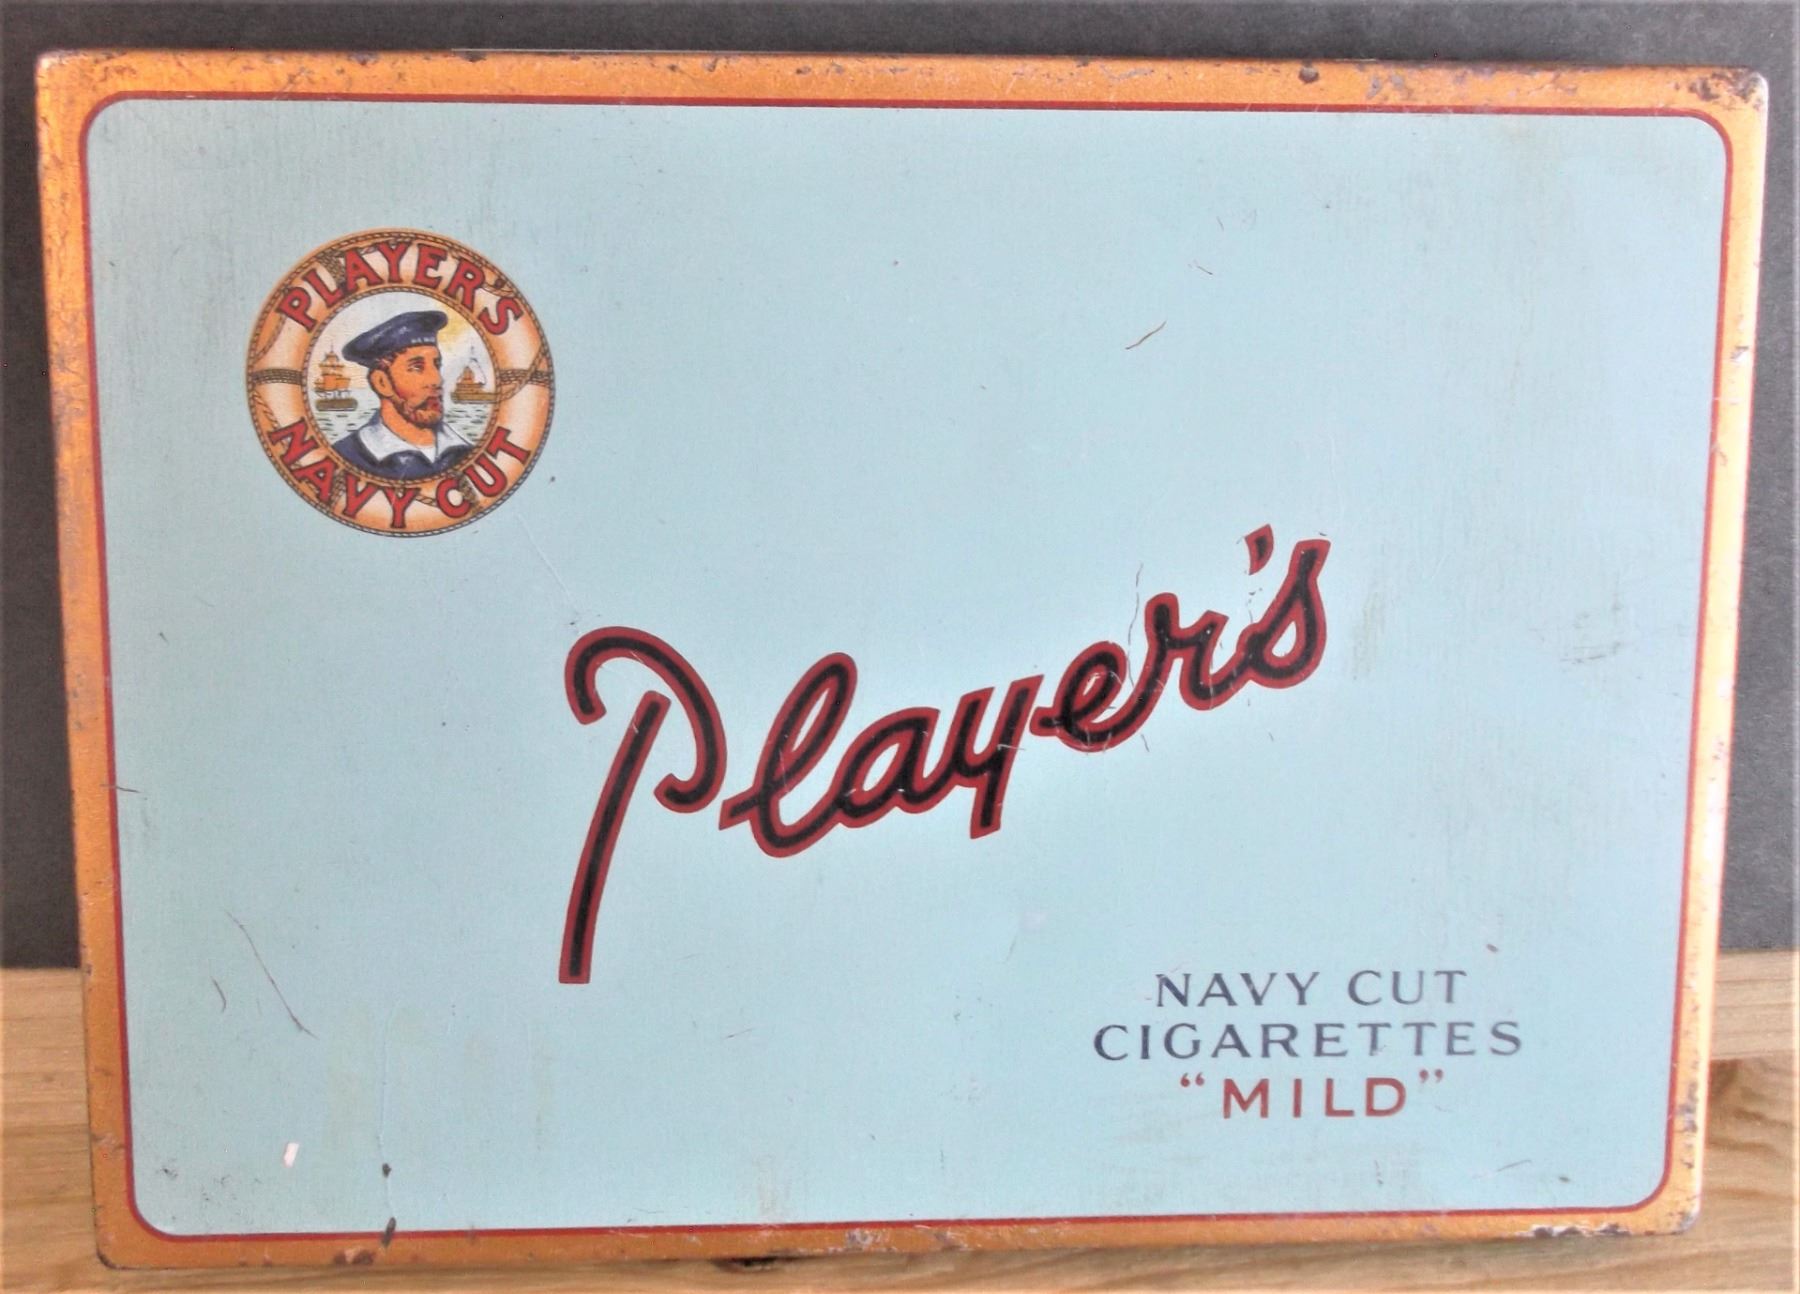 PLAYER'S
NAVY CUT
Player's
NAVY CUT
CIGARETTES
“MILD”